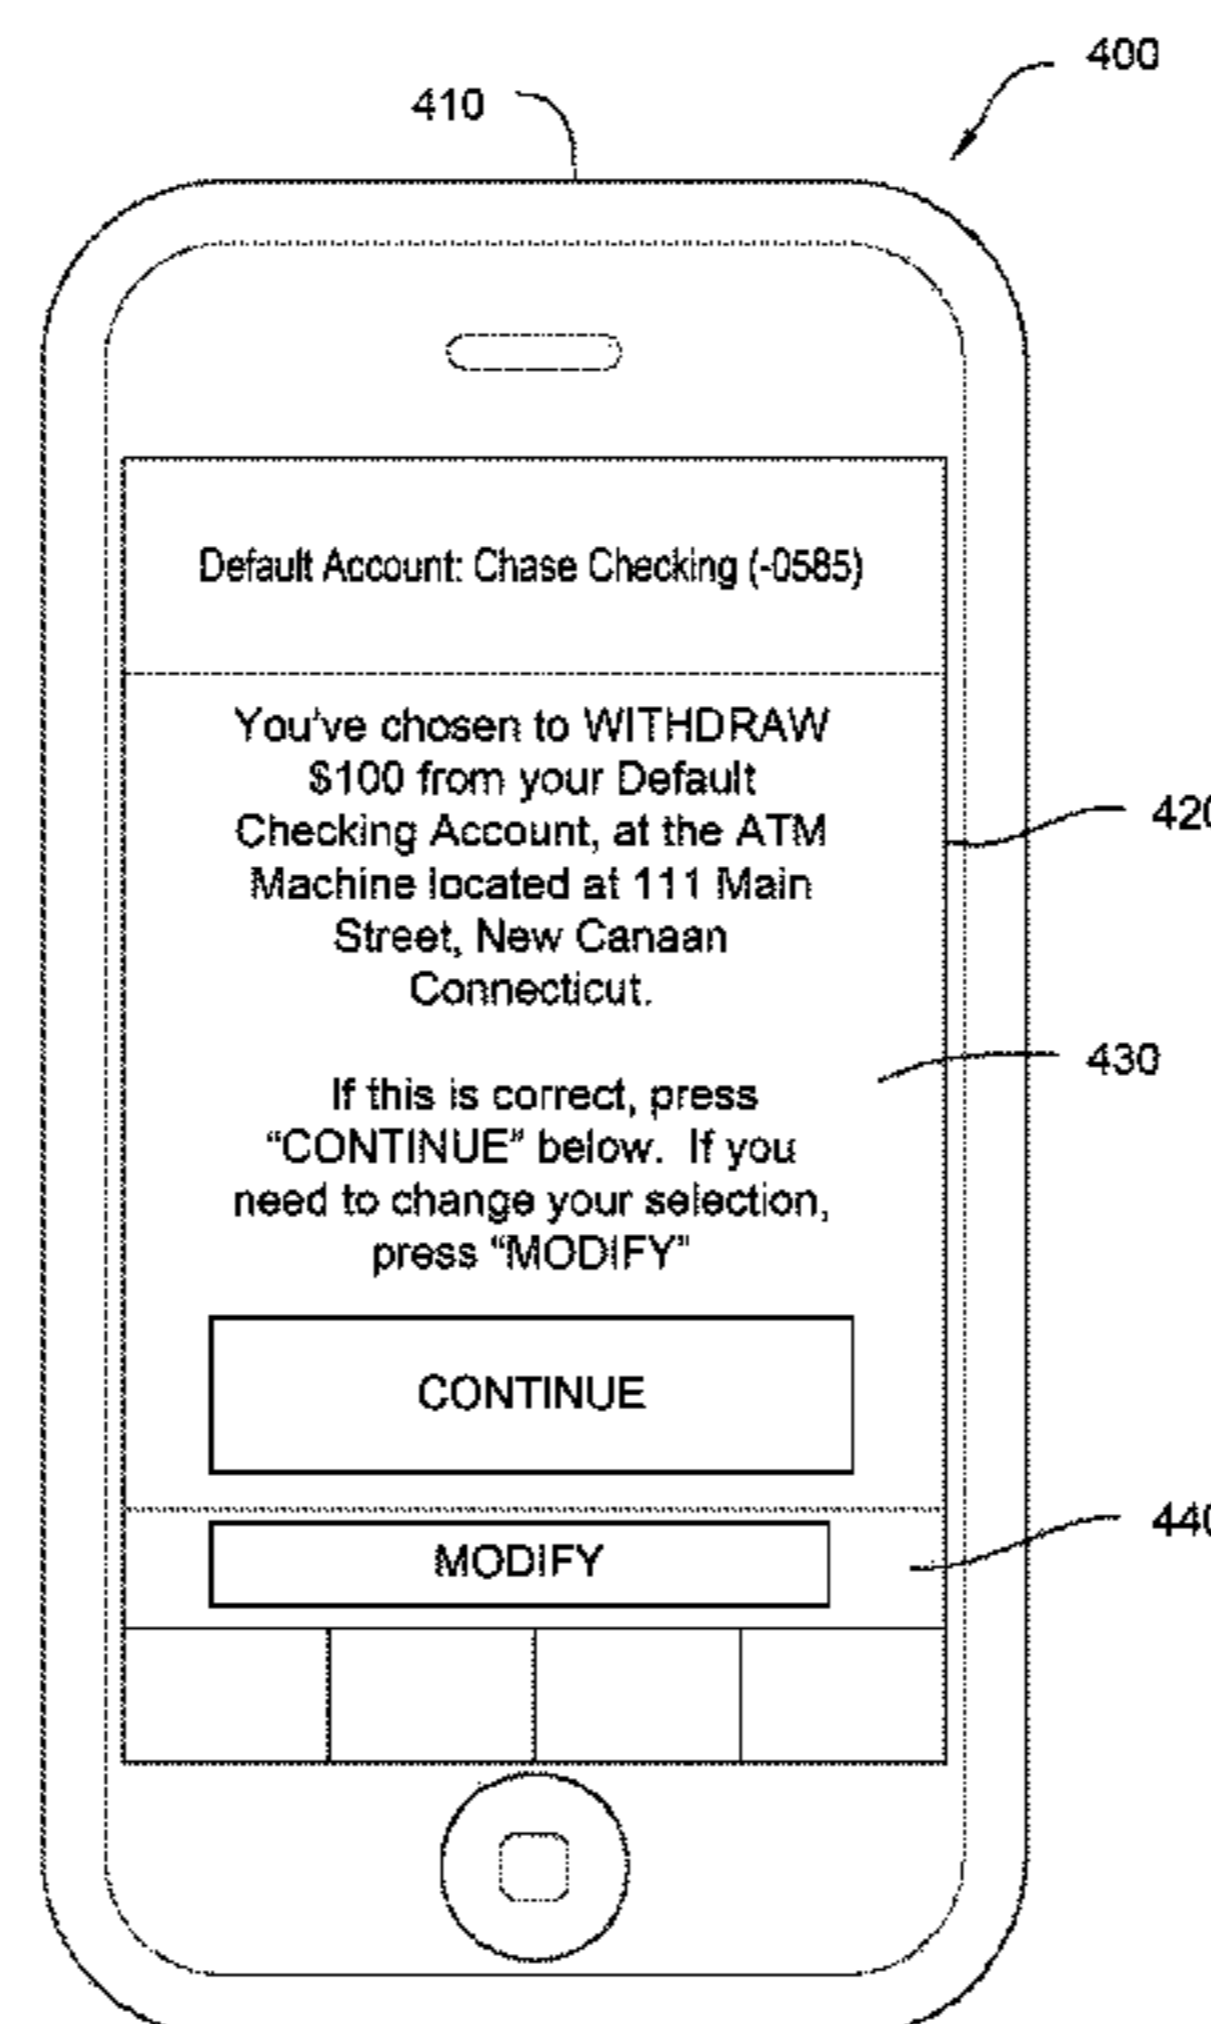 400
410
Default Account: Chase Checking (-0585)
You've chosen to WITHDRAW
$100 from your Default
Checking Account, at the ATM
Machine located at 111 Main
Street, New Canaan
Connecticut.
420
If this is correct, press
"CONTINUE" below.  If you
need to change your selection,
press "MODIFY"
430
CONTINUE
MODIFY
440